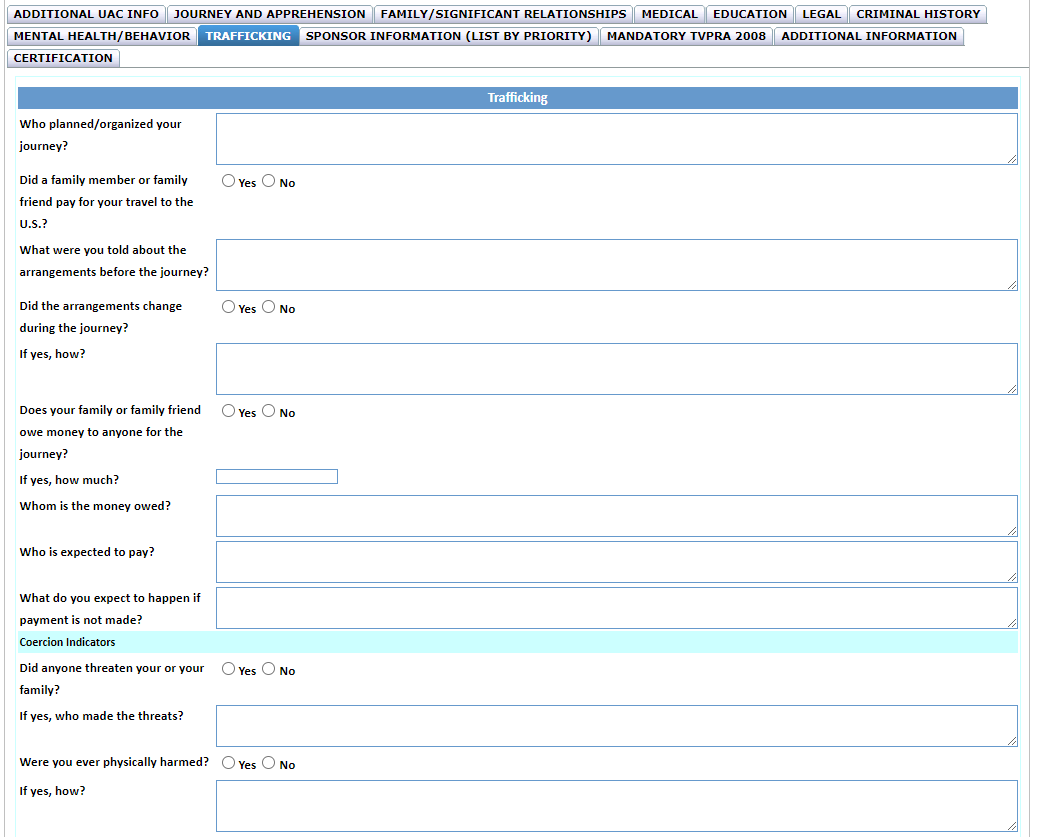 ADDITIONAL UAC INFO JOURNEY AND APPREHENSION FAMILY/SIGNIFICANT RELATIONSHIPS MEDICAL EDUCATION LEGAL CRIMINAL HISTORY
MENTAL HEALTH/BEHAVIOR TRAFFICKING SPONSOR INFORMATION (LIST BY PRIORITY) MANDATORY TVPRA 2008 ADDITIONAL INFORMATION
CERTIFICATION
Trafficking
Who planned/organized your
journey?
Did a family member or family
friend pay for your travel to the
U.S.?
Yes No
What were you told about the
arrangements before the journey?
Did the arrangements change
during the journey?
Yes No
If yes, how?
Does your family or family friend
owe money to anyone for the
journey?
Yes No
If yes, how much?
Whom is the money owed?
Who is expected to pay?
What do you expect to happen if
payment is not made?
Coercion Indicators
Did anyone threaten your or your
family?
Yes No
If yes, who made the threats?
Were you ever physically harmed? Yes No
If yes, how?